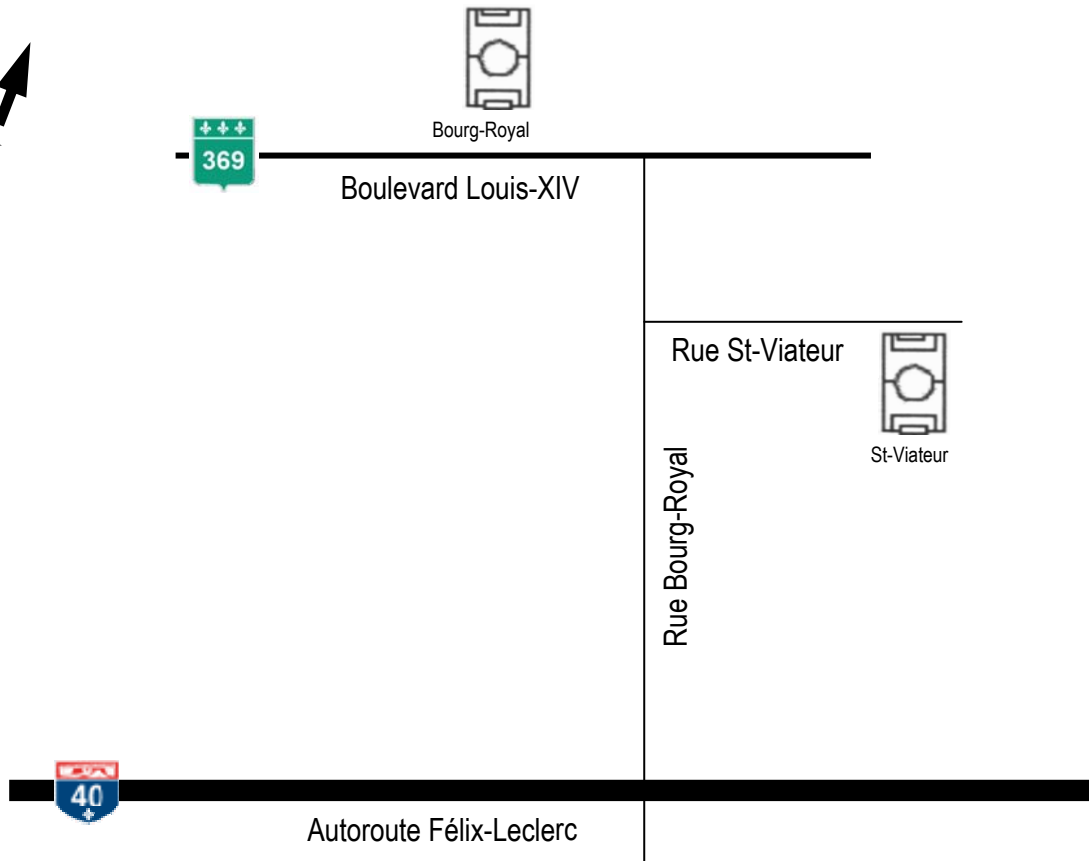 Bourg-Royal
369
Boulevard Louis-XIV
Rue St-Viateur
St-Viateur
Rue Bourg-Royal
40
Autoroute Félix-Leclerc